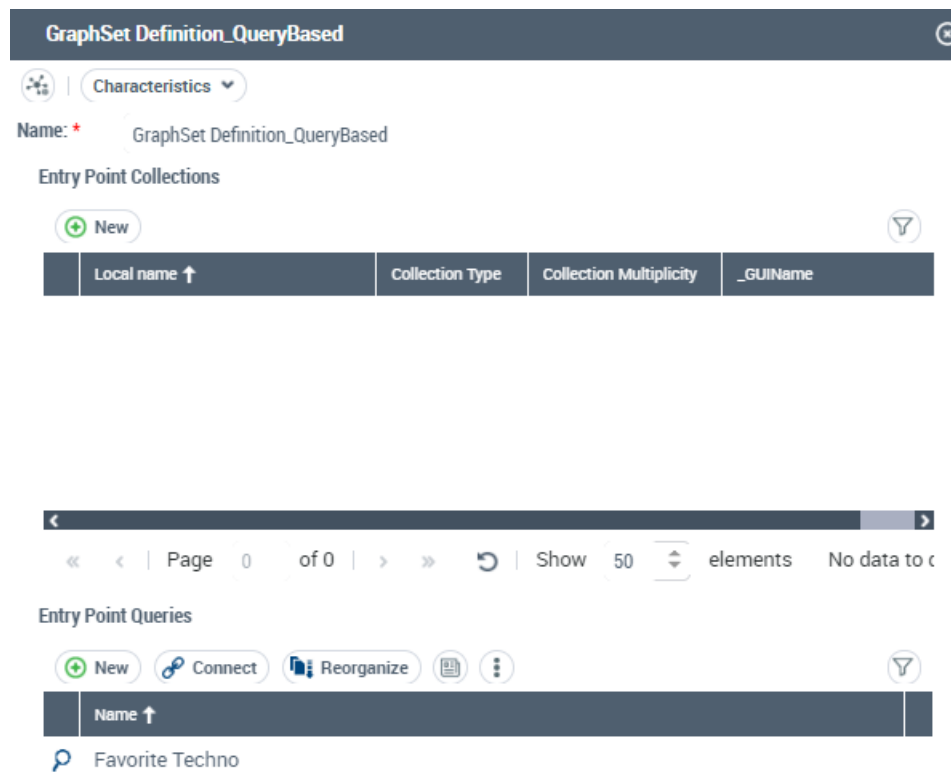 GraphSet Definition_QueryBased
Characteristics
Name: * GraphSet Definition_QueryBased
Entry Point Collections
New
Local name Collection Type Collection Multiplicity _GUIName
Page 0 of 0 Show 50 elements No data to d
Entry Point Queries
New Connect Reorganize
Name
Favorite Techno